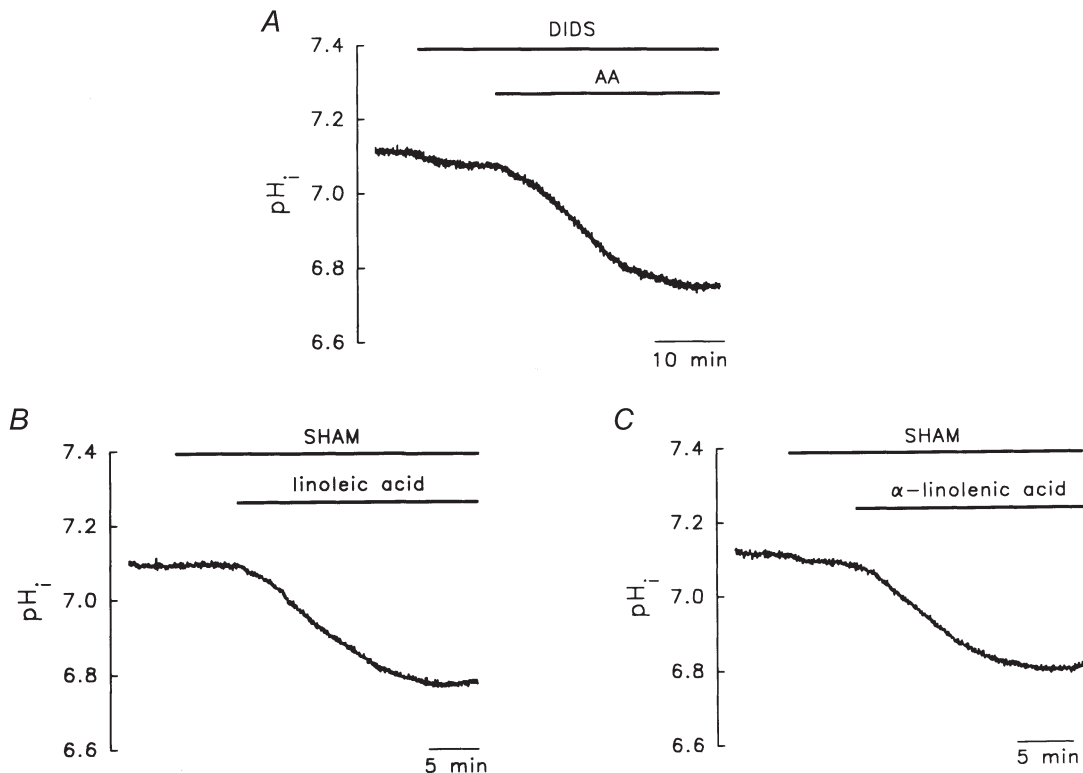 A
DIDS
AA
7.4
7.2
7.0
6.8
6.6
pHi
10 min
B
SHAM
linoleic acid
7.4
7.2
7.0
6.8
6.6
pHi
5 min
C
SHAM
α-linolenic acid
7.4
7.2
7.0
6.8
6.6
pHi
5 min